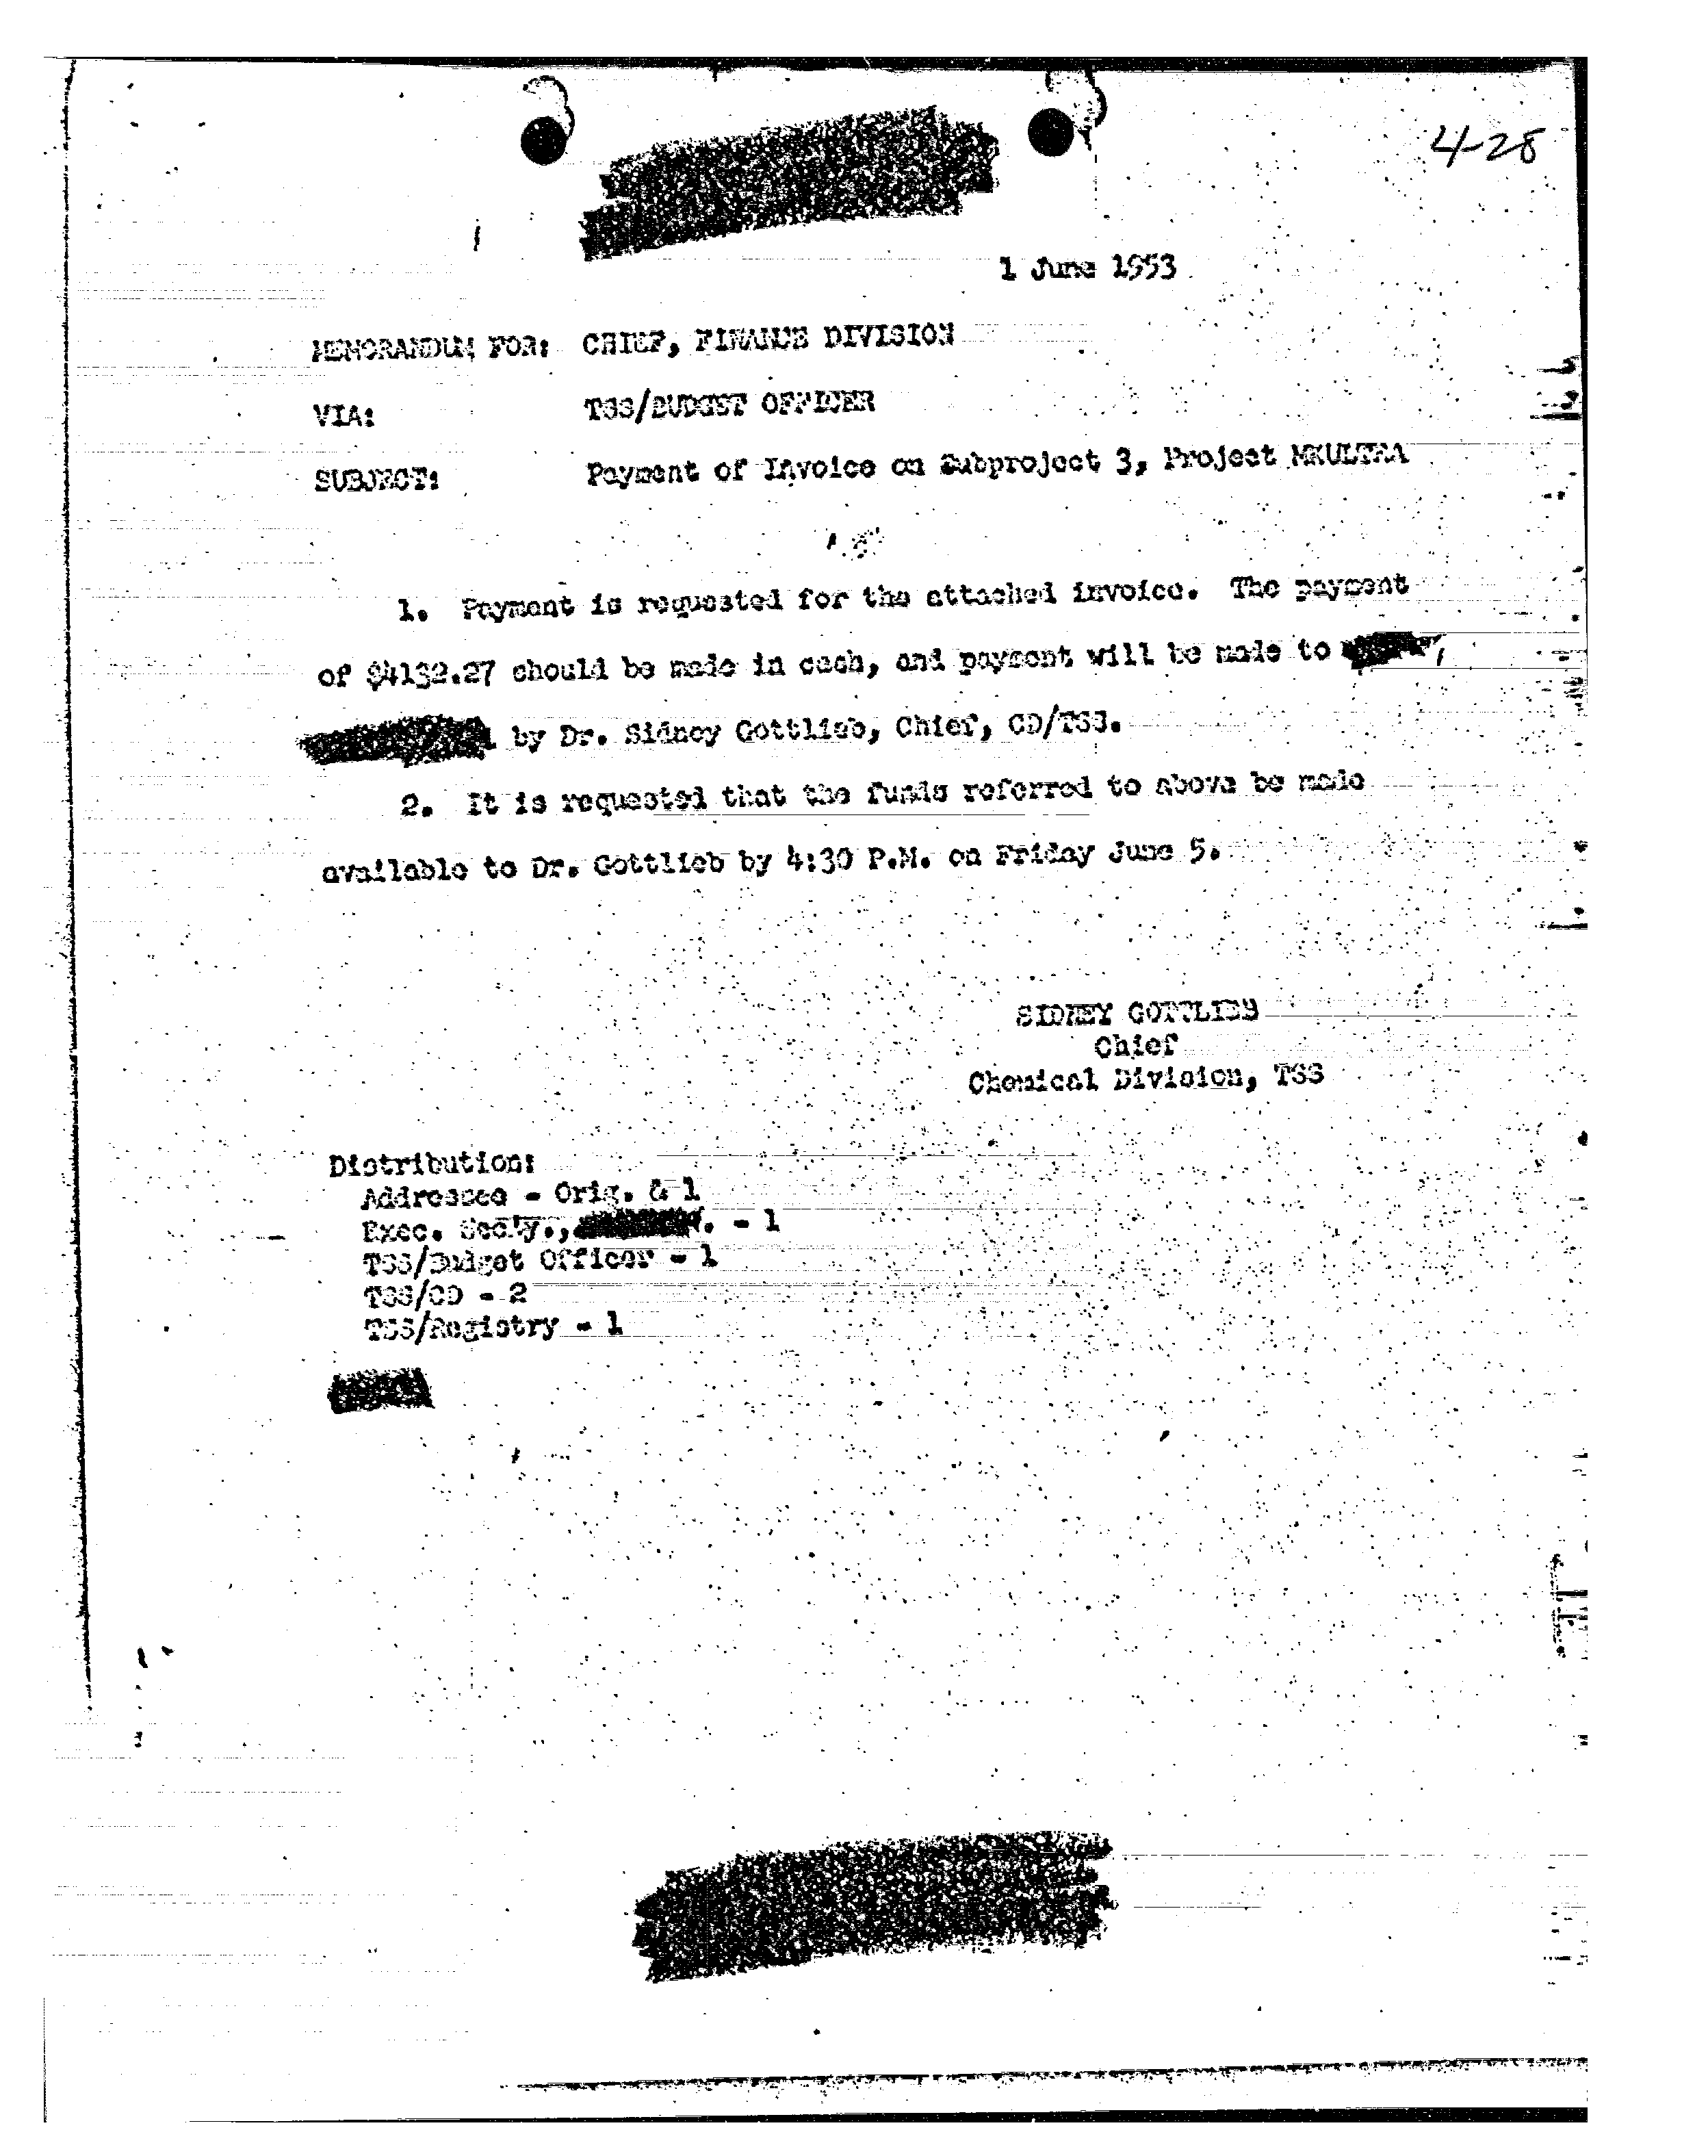 4-28
1 June 1953
MEMORANDUM FOR: CHIEF, FINANCE DIVISION
VIA: TSS/BUDGET OFFICER
SUBJECT: Payment of Invoice on Subproject 3, Project MKULTRA
1. Payment is requested for the attached invoice. The payment
of $4132.27 should be made in cash, and payment will be made to
by Dr. Sidney Gottlieb, Chief, CD/TSS.
2. It is requested that the funds referred to above be made
available to Dr. Gottlieb by 4:30 P.M. on Friday June 5.
SIDNEY GOTTLIEB
Chief
Chemical Division, TSS
Distribution:
Addressee - Orig. & 1
Exec. Sec'y., - 1
TSS/Budget Officer - 1
TSS/CD - 2
TSS/Registry - 1